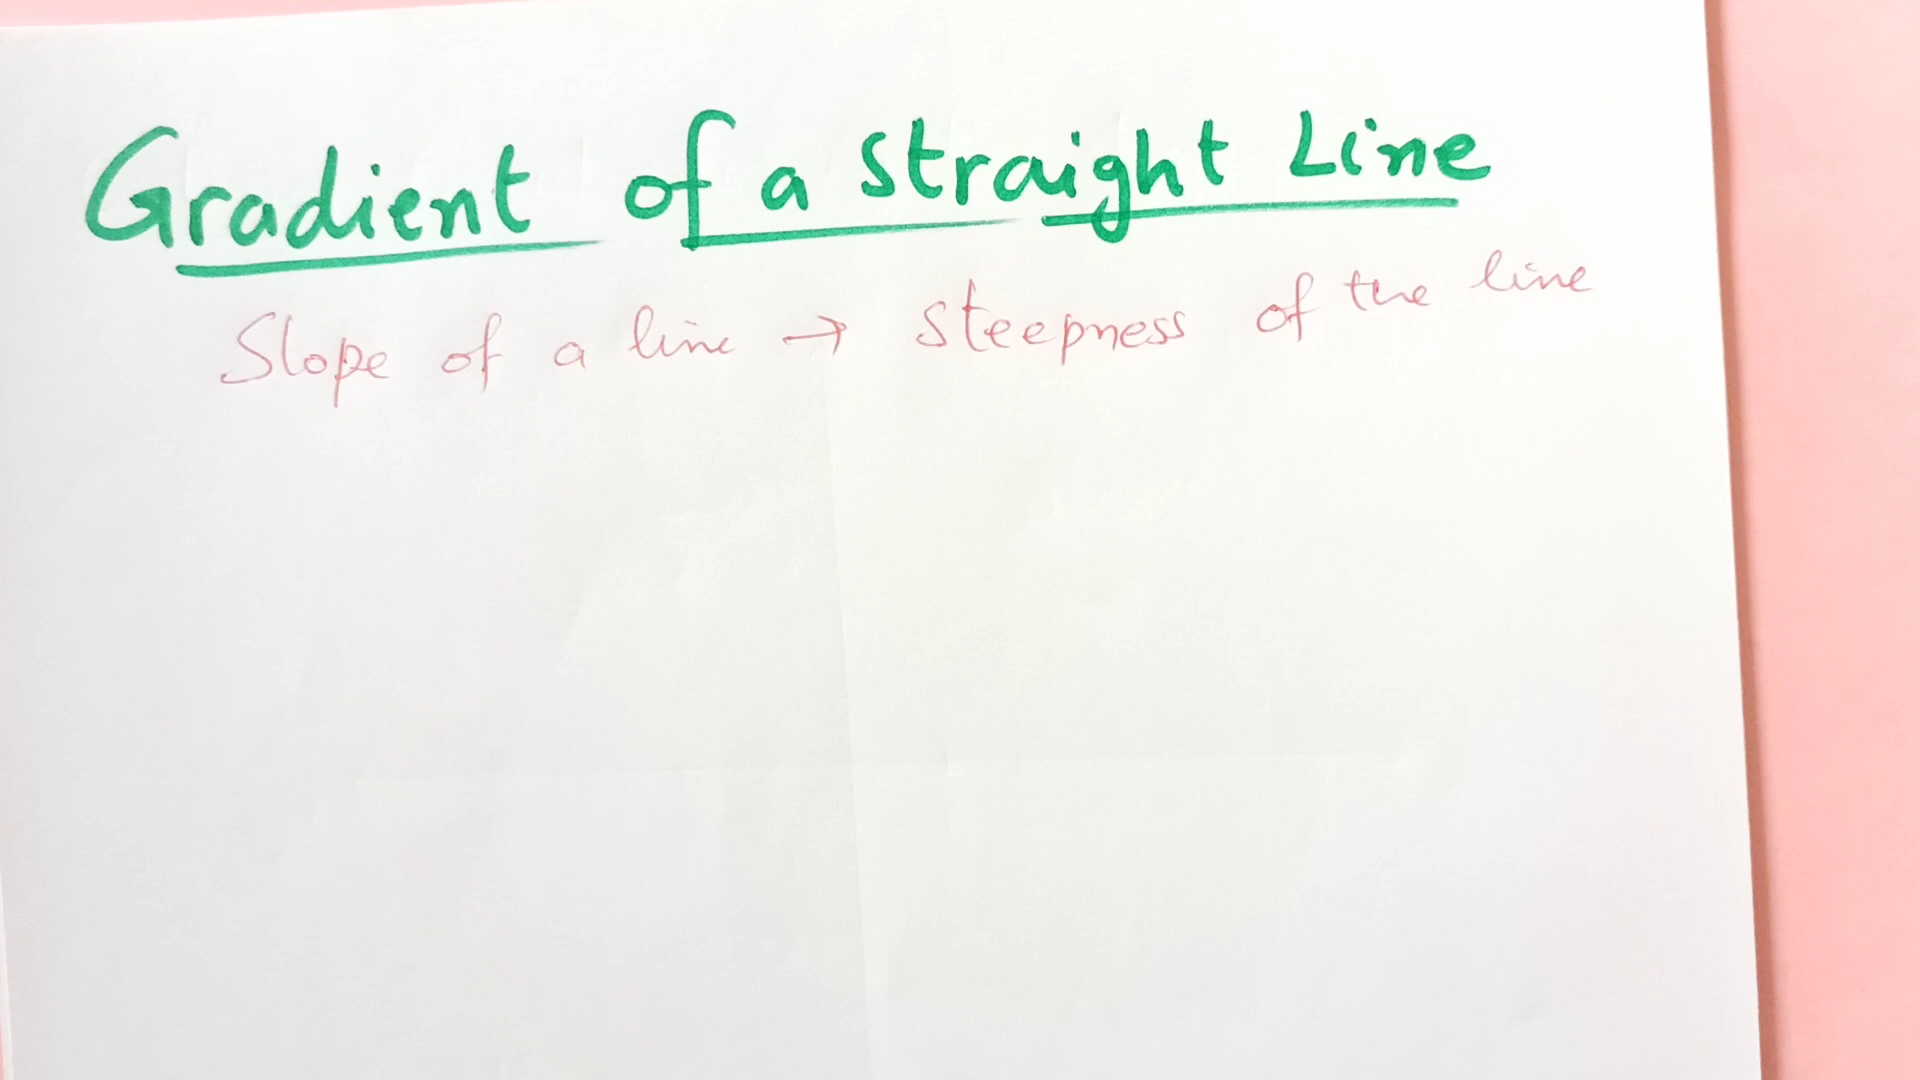 Gradient of a straight Line
Slope of a line → steepness of the line